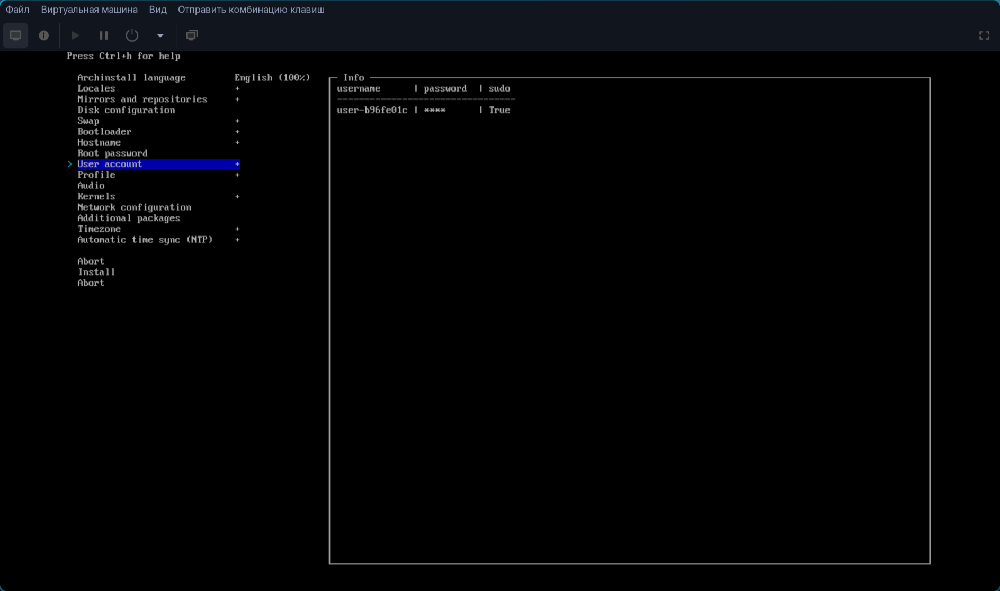 Файл Виртуальная машина Вид Отправить комбинацию клавиш
Press Ctrl+h for help
Archinstall language English (100%)
Locales +
Mirrors and repositories +
Disk configuration
Swap +
Bootloader +
Hostname +
Root password
> User account +
Profile +
Audio
Kernels +
Network configuration
Additional packages
Timezone +
Automatic time sync (NTP) +
Abort
Install
Abort
Info
username | password | sudo
---------------------------------
user-b96fe01c | **** | True